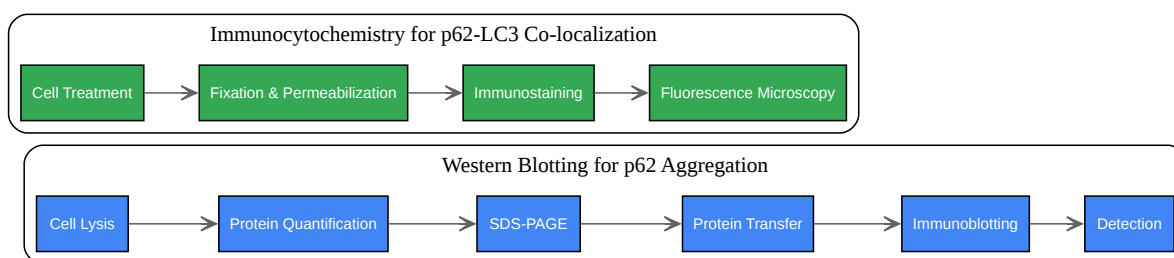 Immunocytochemistry for p62-LC3 Co-localization
Cell Treatment
Fixation & Permeabilization
Immunostaining
Fluorescence Microscopy
Western Blotting for p62 Aggregation
Cell Lysis
Protein Quantification
SDS-PAGE
Protein Transfer
Immunoblotting
Detection